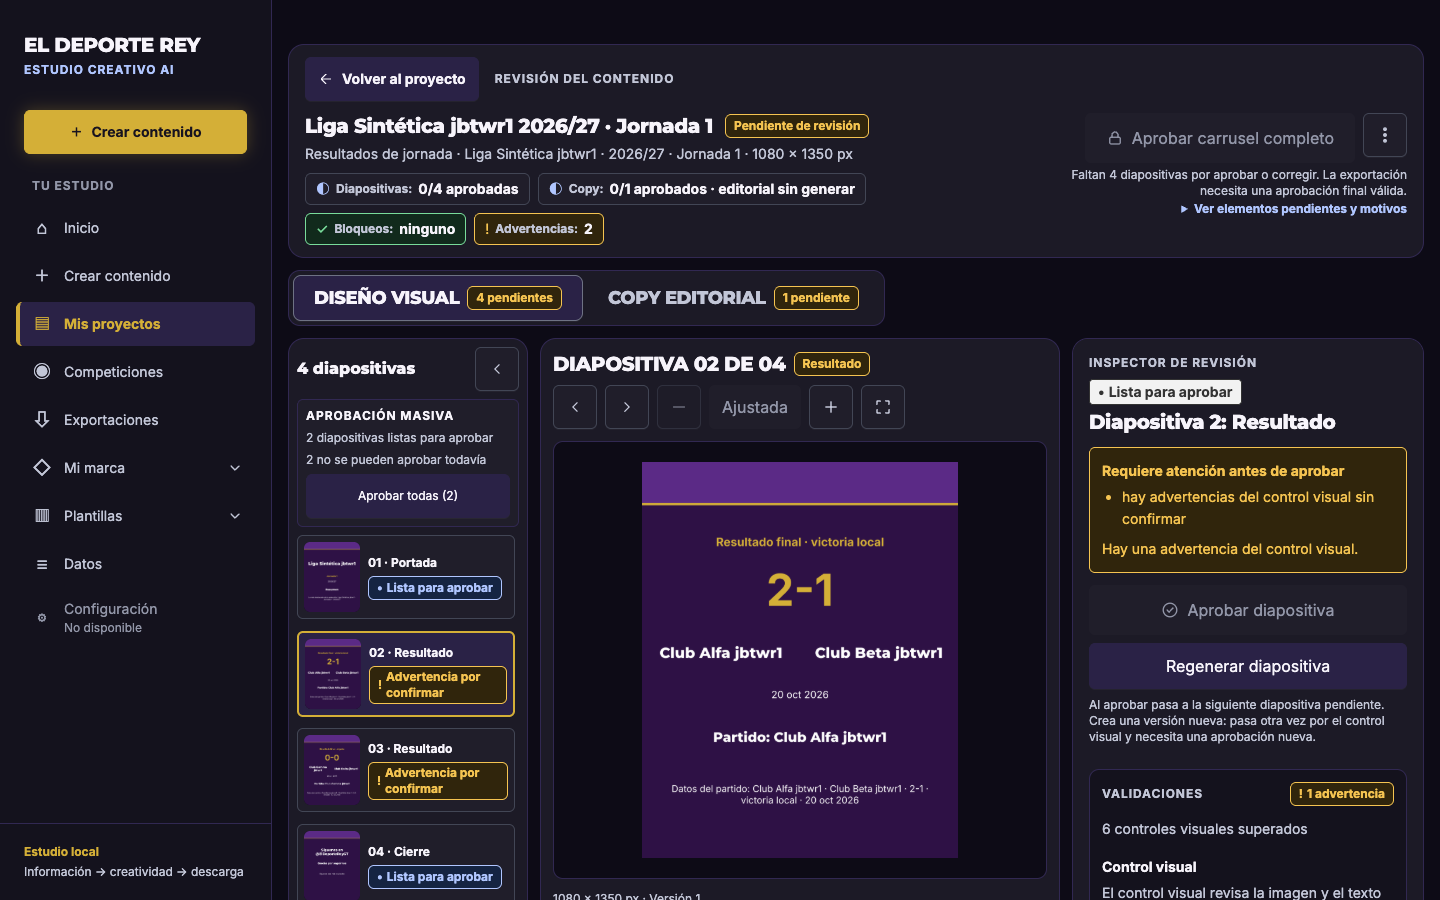 EL DEPORTE REY
ESTUDIO CREATIVO AI
+ Crear contenido
TU ESTUDIO
Inicio
Crear contenido
Mis proyectos
Competiciones
Exportaciones
Mi marca
Plantillas
Datos
Configuración
No disponible
Estudio local
Información → creatividad → descarga
← Volver al proyecto
REVISIÓN DEL CONTENIDO
Liga Sintética jbtwr1 2026/27 · Jornada 1
Pendiente de revisión
Resultados de jornada · Liga Sintética jbtwr1 · 2026/27 · Jornada 1 · 1080 × 1350 px
Diapositivas: 0/4 aprobadas
Copy: 0/1 aprobados · editorial sin generar
✓ Bloqueos: ninguno
! Advertencias: 2
Aprobar carrusel completo
Faltan 4 diapositivas por aprobar o corregir. La exportación
necesita una aprobación final válida.
▸ Ver elementos pendientes y motivos
DISEÑO VISUAL
4 pendientes
COPY EDITORIAL
1 pendiente
4 diapositivas
APROBACIÓN MASIVA
2 diapositivas listas para aprobar
2 no se pueden aprobar todavía
Aprobar todas (2)
Liga Sintética jbtwr1
01 · Portada
• Lista para aprobar
2-1
02 · Resultado
! Advertencia por
confirmar
0-0
03 · Resultado
! Advertencia por
confirmar
04 · Cierre
• Lista para aprobar
DIAPOSITIVA 02 DE 04
Resultado
Ajustada
Resultado final · victoria local
2-1
Club Alfa jbtwr1
Club Beta jbtwr1
20 oct 2026
Partido: Club Alfa jbtwr1
Datos del partido: Club Alfa jbtwr1 · Club Beta jbtwr1 · 2-1 ·
victoria local · 20 oct 2026
1080 × 1350 px · Versión 1
INSPECTOR DE REVISIÓN
• Lista para aprobar
Diapositiva 2: Resultado
Requiere atención antes de aprobar
• hay advertencias del control visual sin
confirmar
Hay una advertencia del control visual.
Aprobar diapositiva
Regenerar diapositiva
Al aprobar pasa a la siguiente diapositiva pendiente.
Crea una versión nueva: pasa otra vez por el control
visual y necesita una aprobación nueva.
VALIDACIONES
! 1 advertencia
6 controles visuales superados
Control visual
El control visual revisa la imagen y el texto